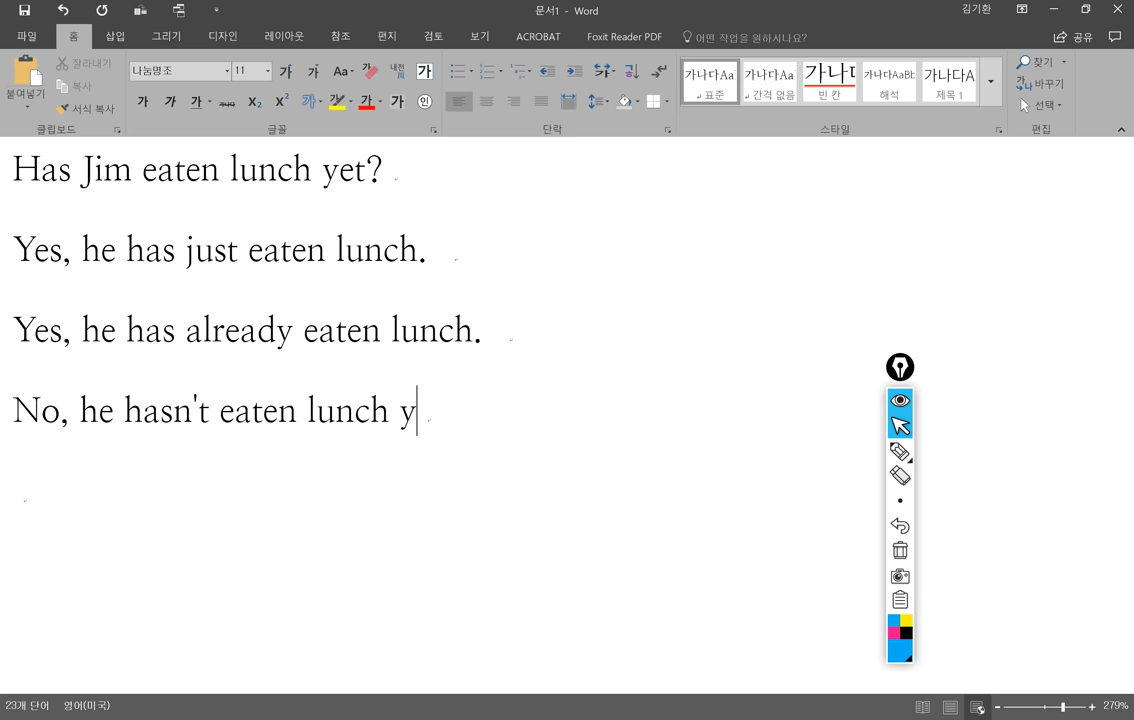 문서1 - Word
김기환
파일 홈 삽입 그리기 디자인 레이아웃 참조 편지 검토 보기 ACROBAT Foxit Reader PDF 어떤 작업을 원하시나요? 공유
붙여넣기
잘라내기
복사
서식 복사
클립보드
나눔명조 11
글꼴
단락
가나다Aa 표준
가나다Aa 간격 없음
빈 칸
가나다AaBb 해석
가나다A 제목 1
스타일
찾기
바꾸기
선택
편집
Has Jim eaten lunch yet?
Yes, he has just eaten lunch.
Yes, he has already eaten lunch.
No, he hasn't eaten lunch y
23개 단어 영어(미국) 279%